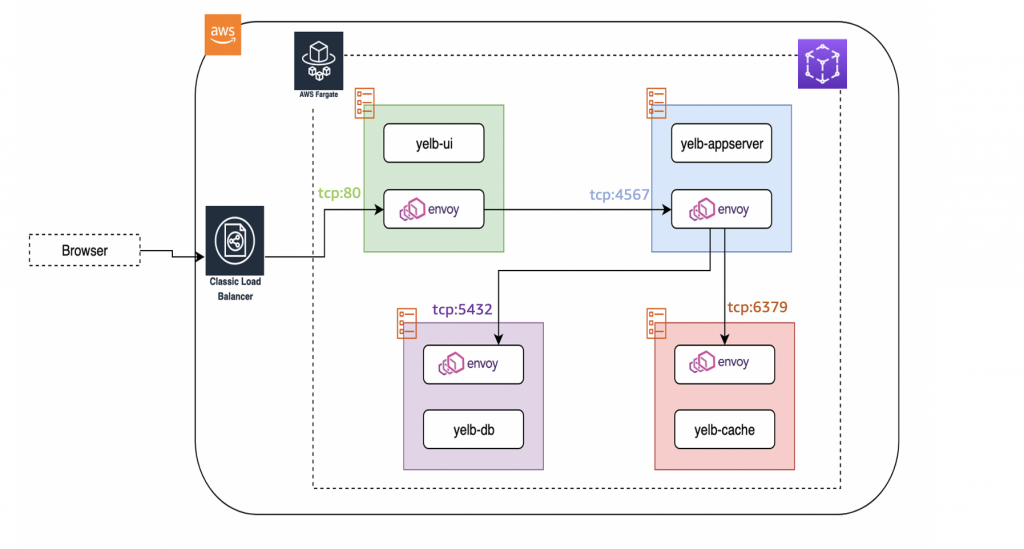 aws
AWS Fargate
yelb-ui
yelb-appserver
tcp:80
envoy
tcp:4567
envoy
Browser
Classic Load
Balancer
tcp:5432
tcp:6379
envoy
envoy
yelb-db
yelb-cache